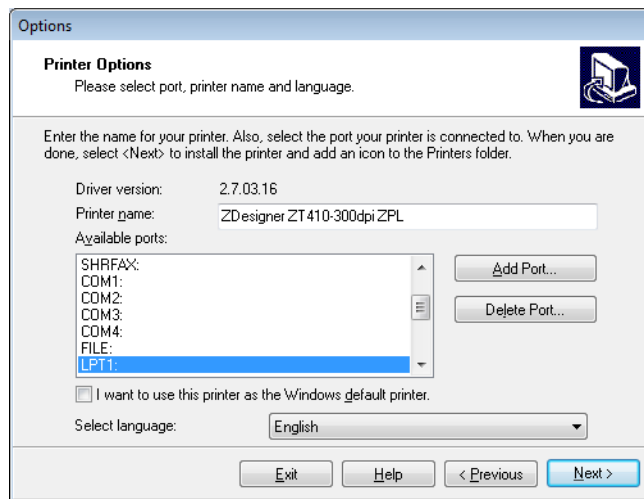 Options
Printer Options
Please select port, printer name and language.
Enter the name for your printer. Also, select the port your printer is connected to. When you are
done, select <Next> to install the printer and add an icon to the Printers folder.
Driver version: 2.7.03.16
Printer name: ZDesigner ZT410-300dpi ZPL
Available ports:
SHRFAX:
COM1:
COM2:
COM3:
COM4:
FILE:
LPT1:
Add Port...
Delete Port...
I want to use this printer as the Windows default printer.
Select language: English
Exit Help < Previous Next >